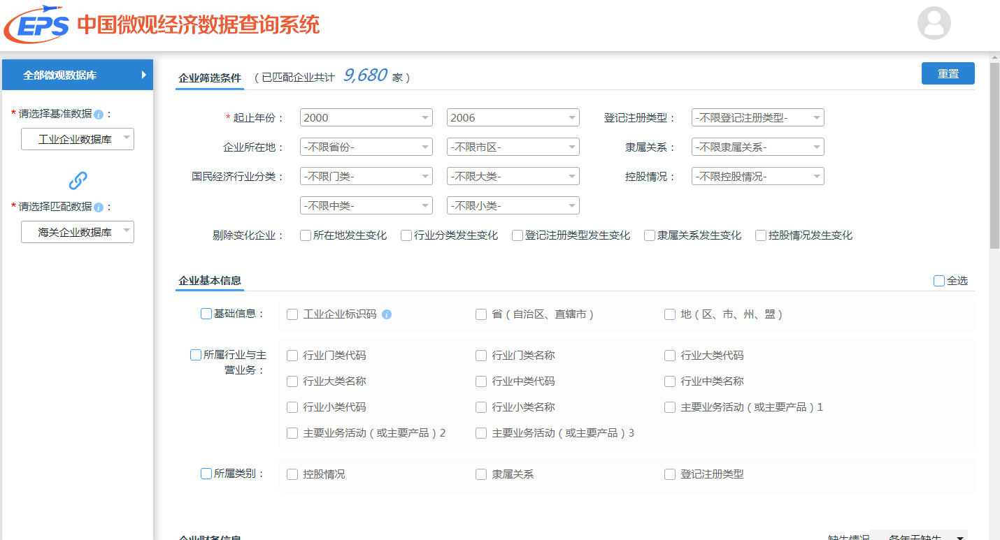 EPS 中国微观经济数据查询系统
全部微观数据库
* 请选择基准数据 i :
工业企业数据库
* 请选择匹配数据 i :
海关企业数据库
企业筛选条件 ( 已匹配企业共计 9,680 家 ) 重置
* 起止年份 : 2000 2006 登记注册类型 : -不限登记注册类型-
企业所在地 : -不限省份- -不限市区- 隶属关系 : -不限隶属关系-
国民经济行业分类 : -不限门类- -不限大类- 控股情况 : -不限控股情况-
-不限中类- -不限小类-
剔除变化企业 : 所在地发生变化 行业分类发生变化 登记注册类型发生变化 隶属关系发生变化 控股情况发生变化
企业基本信息 全选
基础信息 : 工业企业标识码 i 省 ( 自治区、直辖市 ) 地 ( 区、市、州、盟 )
所属行业与主营业务 : 行业门类代码 行业门类名称 行业大类代码
行业大类名称 行业中类代码 行业中类名称
行业小类代码 行业小类名称 主要业务活动 ( 或主要产品 ) 1
主要业务活动 ( 或主要产品 ) 2 主要业务活动 ( 或主要产品 ) 3
所属类别 : 控股情况 隶属关系 登记注册类型
企业财务信息 缺失情况 各年无缺失